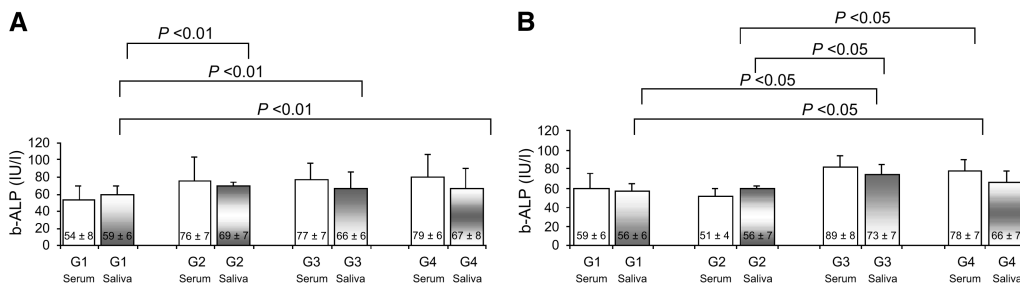 A
P <0.01
P <0.01
P <0.01
b-ALP (IU/l)
120
100
80
60
40
20
0
54 ± 8 59 ± 6 76 ± 7 69 ± 7 77 ± 7 66 ± 6 79 ± 6 67 ± 8
G1 G1 G2 G2 G3 G3 G4 G4
Serum Saliva Serum Saliva Serum Saliva Serum Saliva
B
P <0.05
P <0.05
P <0.05
P <0.05
b-ALP (IU/l)
120
100
80
60
40
20
0
59 ± 6 56 ± 6 51 ± 4 56 ± 7 89 ± 8 73 ± 7 78 ± 7 66 ± 7
G1 G1 G2 G2 G3 G3 G4 G4
Serum Saliva Serum Saliva Serum Saliva Serum Saliva